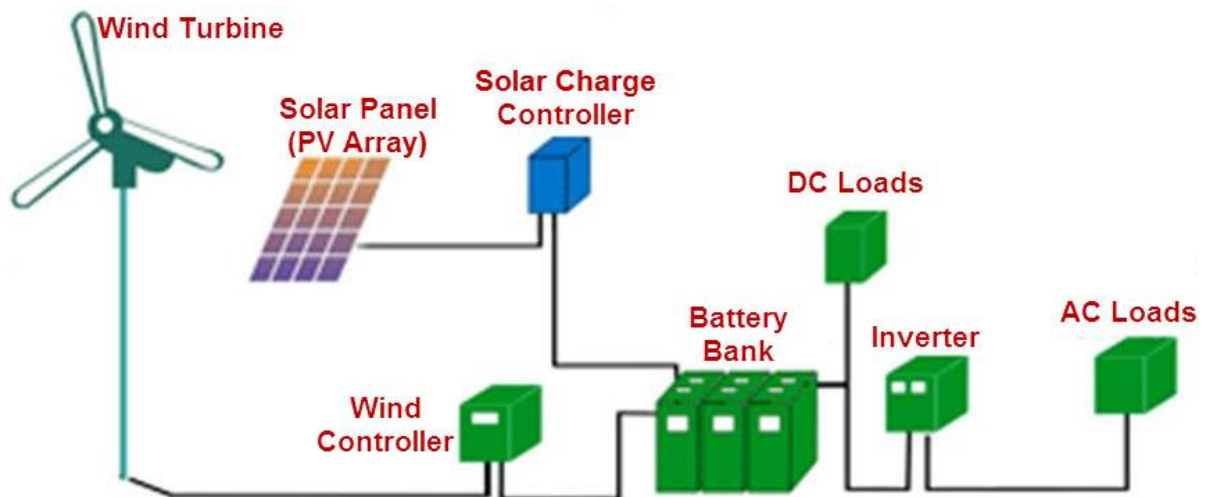 Wind Turbine
Solar Panel
(PV Array)
Solar Charge
Controller
DC Loads
Battery
Bank
Inverter
AC Loads
Wind
Controller